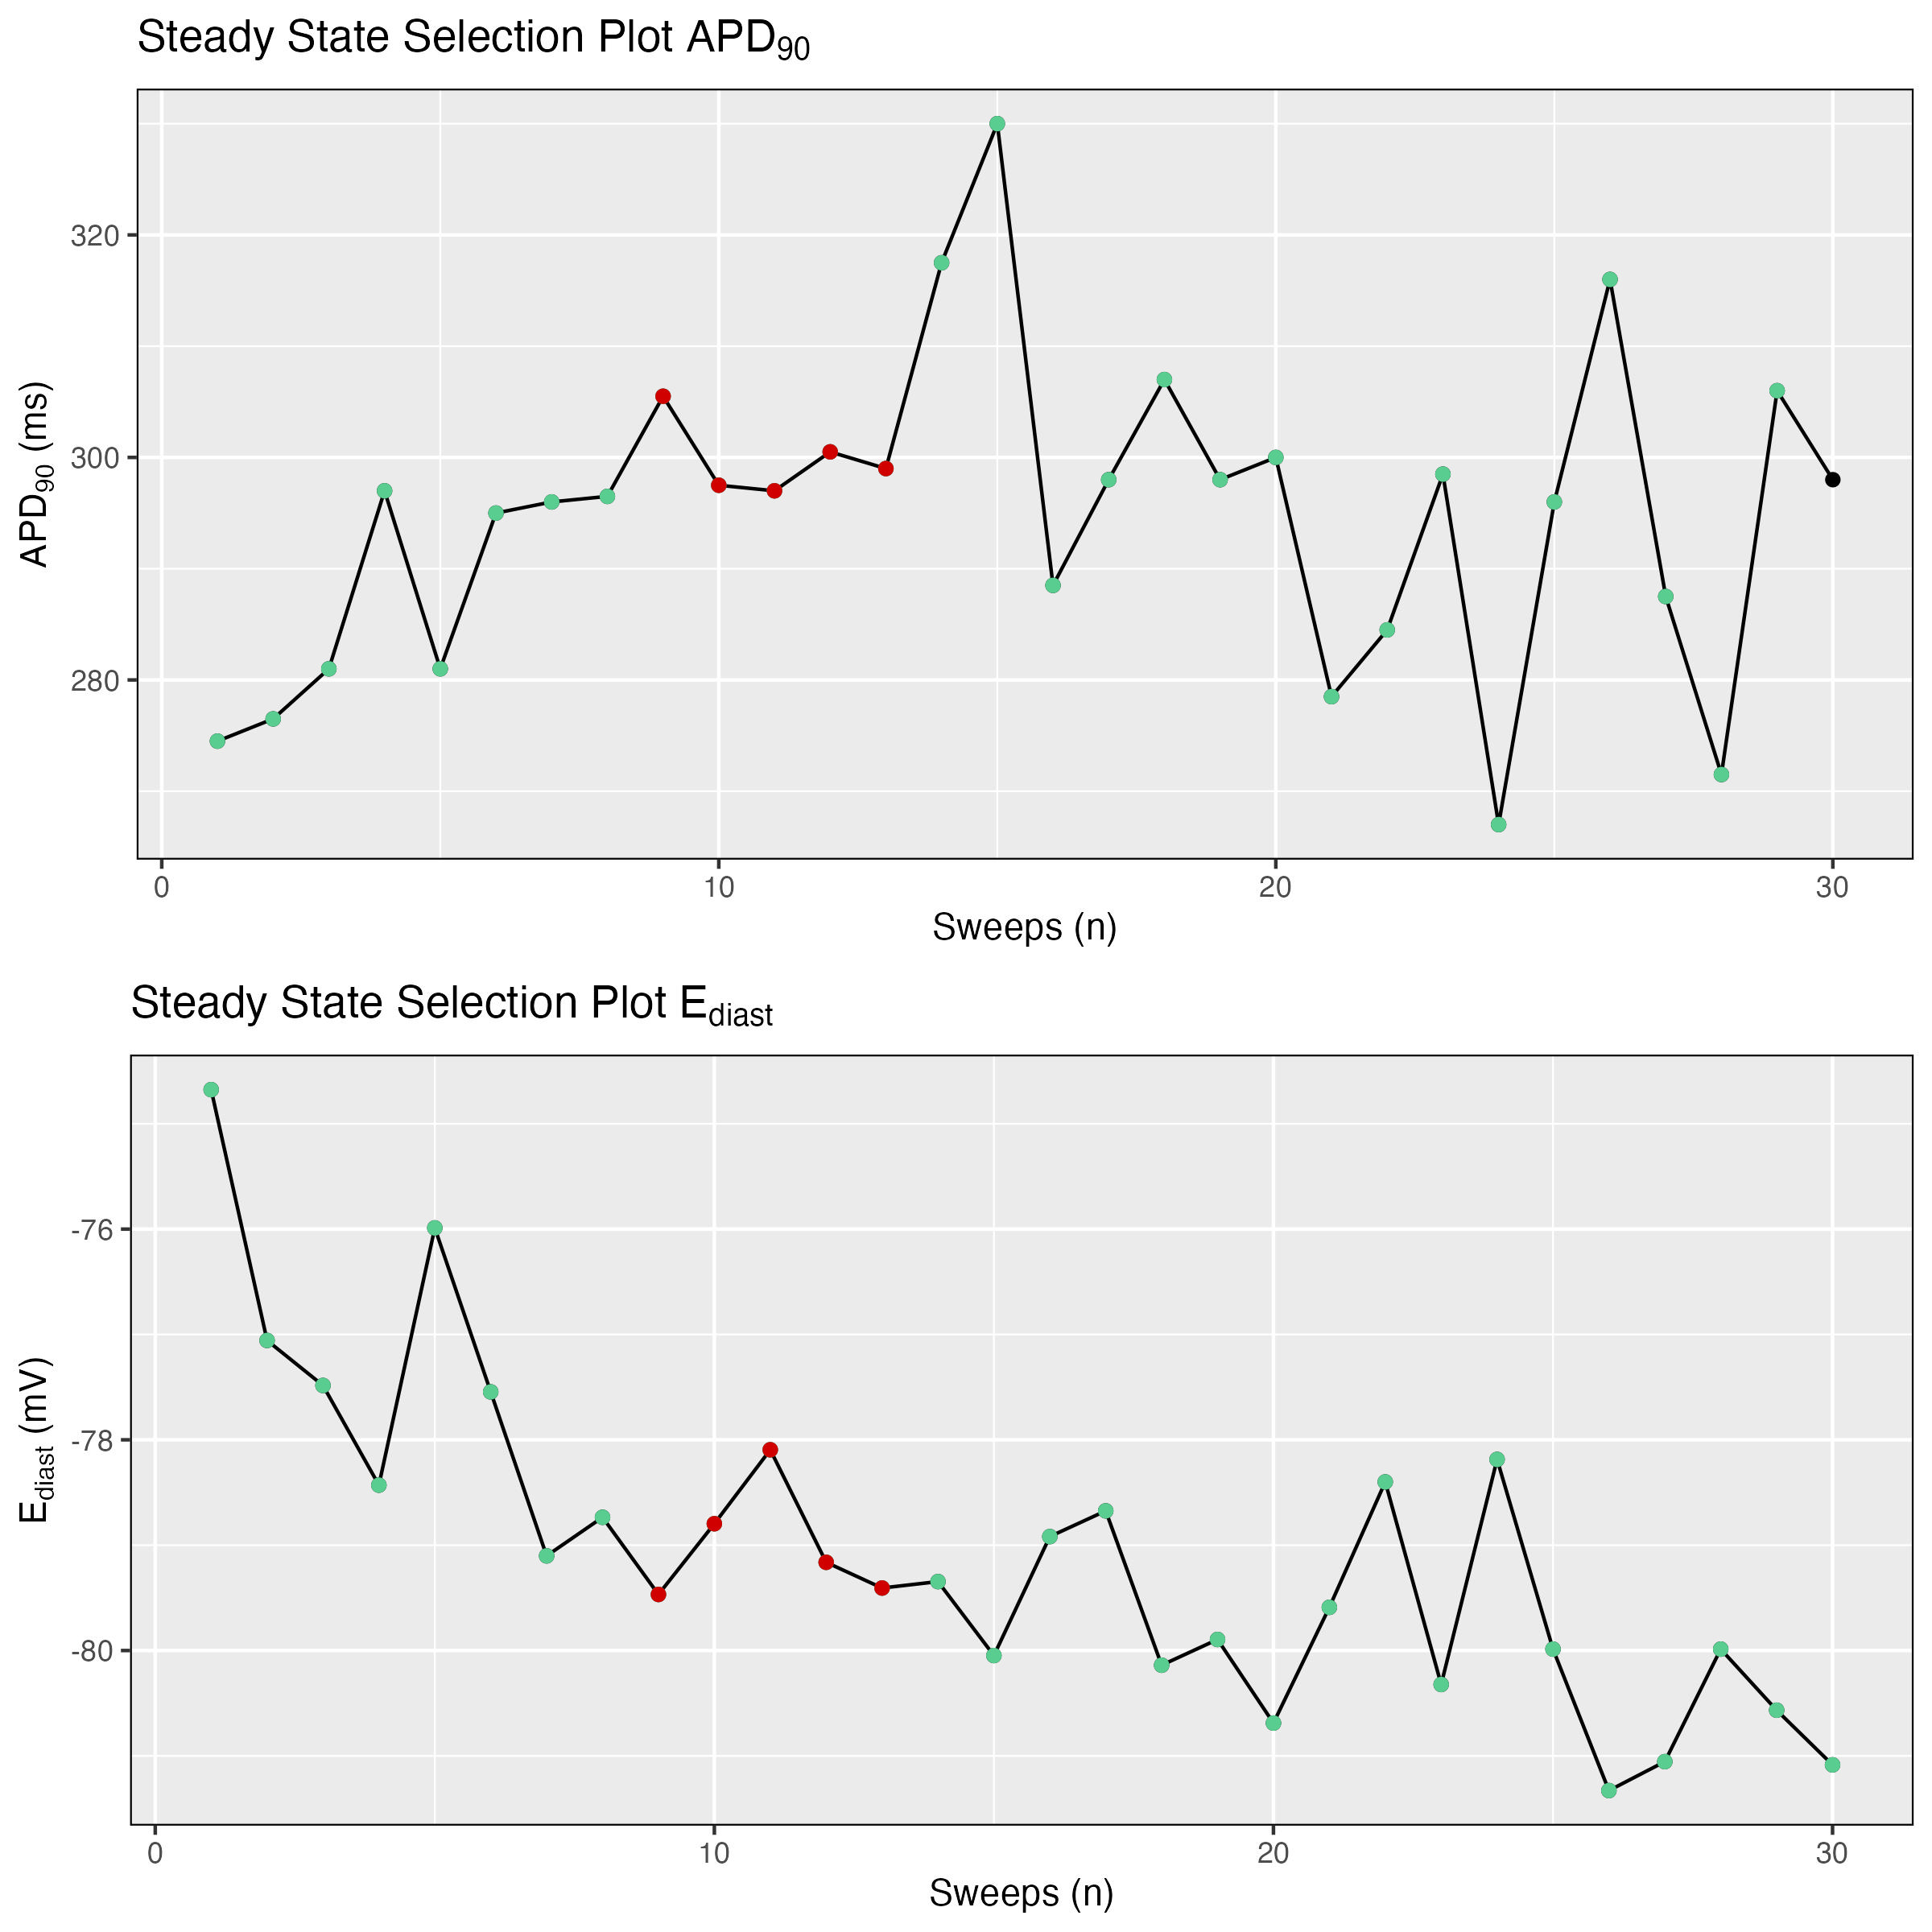 Steady State Selection Plot APD90
APD90 (ms)
320
300
280
0 10 20 30
Sweeps (n)
Steady State Selection Plot Ediast
Ediast (mV)
-76
-78
-80
0 10 20 30
Sweeps (n)